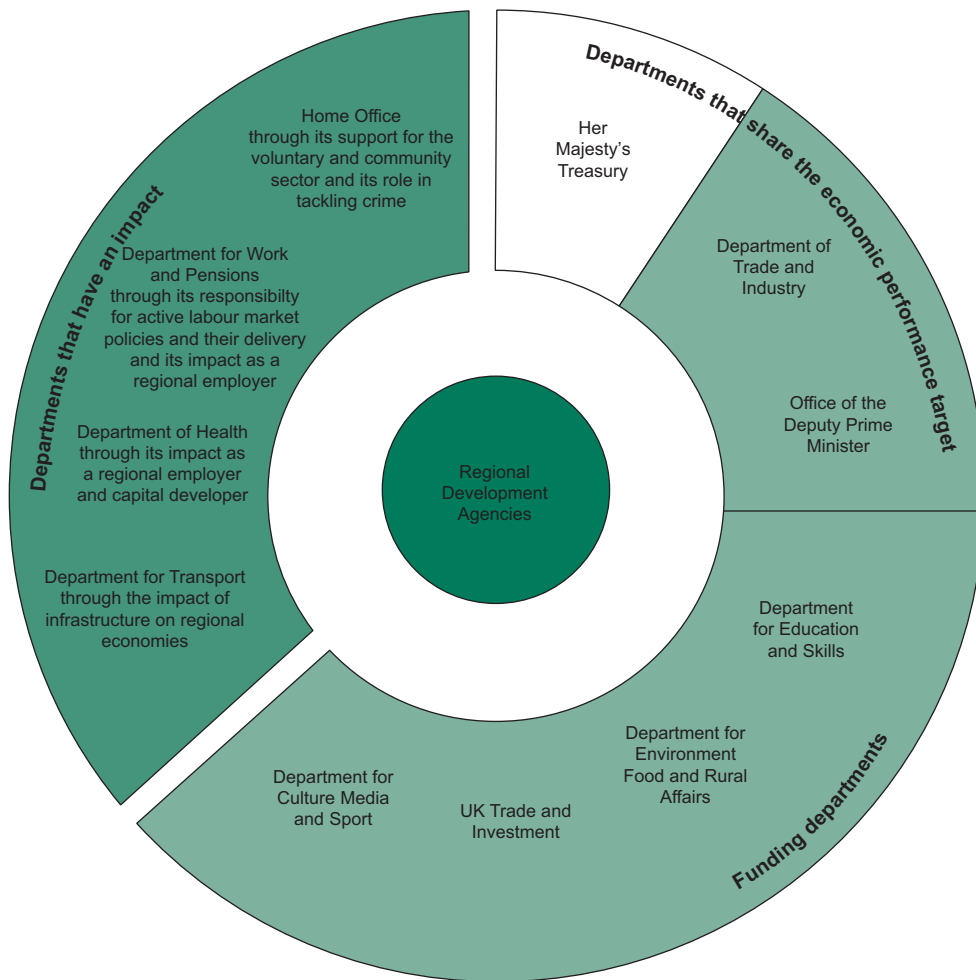 Departments that have an impact
Home Office
through its support for the
voluntary and community
sector and its role in
tackling crime
Department for Work
and Pensions
through its responsibilty
for active labour market
policies and their delivery
and its impact as a
regional employer
Department of Health
through its impact as
a regional employer
and capital developer
Department for Transport
through the impact of
infrastructure on regional
economies
Departments that share the economic performance target
Her
Majesty's
Treasury
Department of
Trade and
Industry
Office of the
Deputy Prime
Minister
Regional
Development
Agencies
Funding departments
Department
for Education
and Skills
Department for
Environment
Food and Rural
Affairs
UK Trade and
Investment
Department for
Culture Media
and Sport